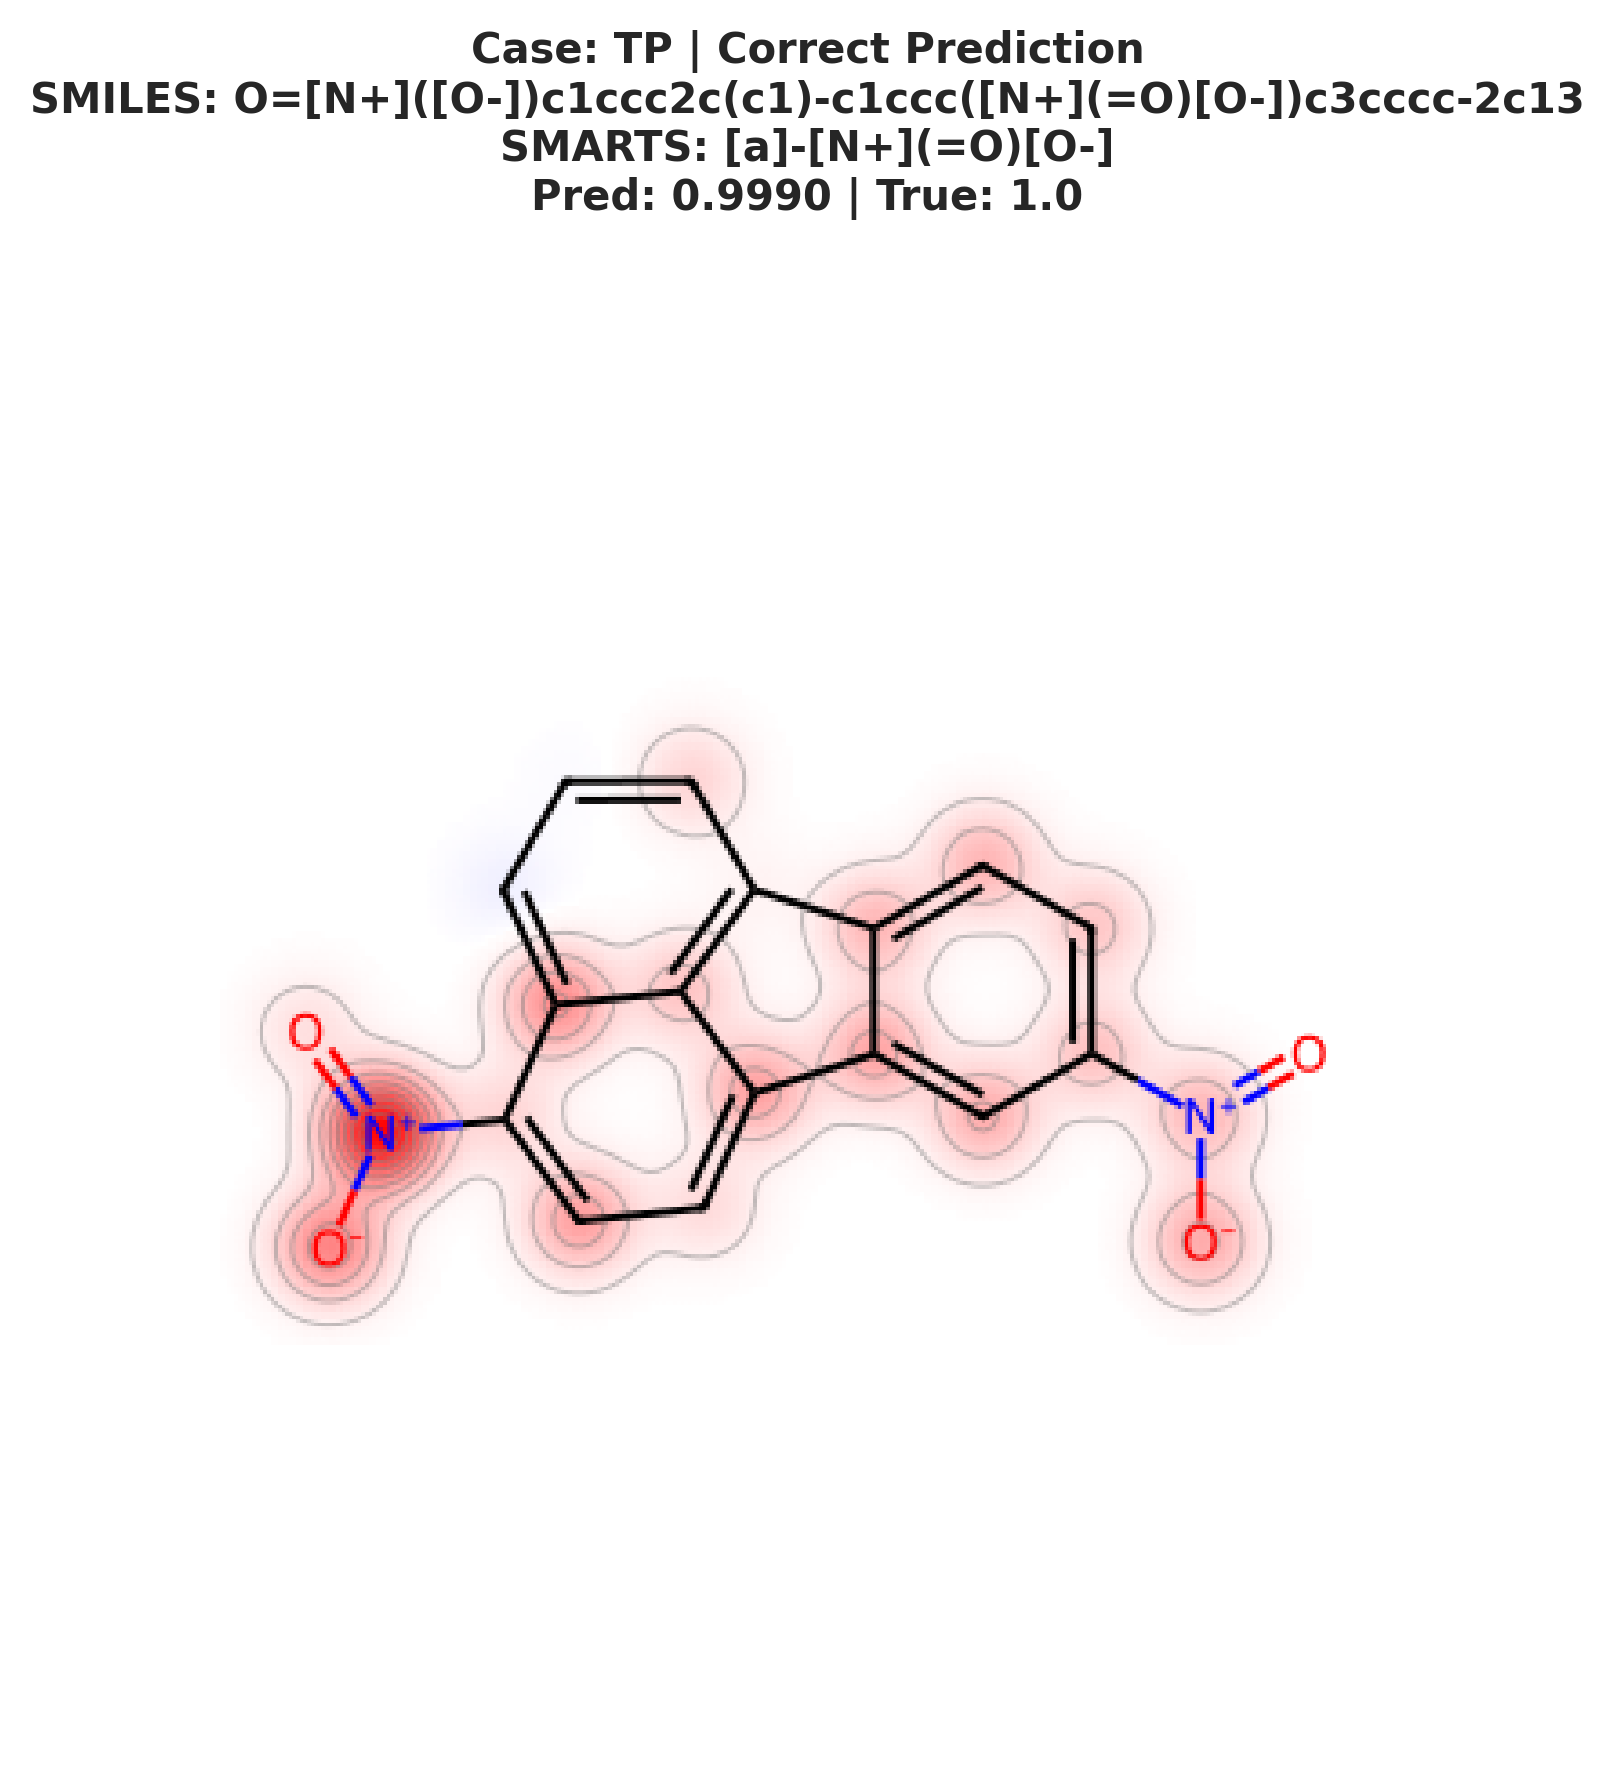 Case: TP | Correct Prediction
SMILES: O=[N+]([O-])c1ccc2c(c1)-c1ccc([N+](=O)[O-])c3cccc-2c13
SMARTS: [a]-[N+](=O)[O-]
Pred: 0.9990 | True: 1.0
O
O
N+
N+
O-
O-